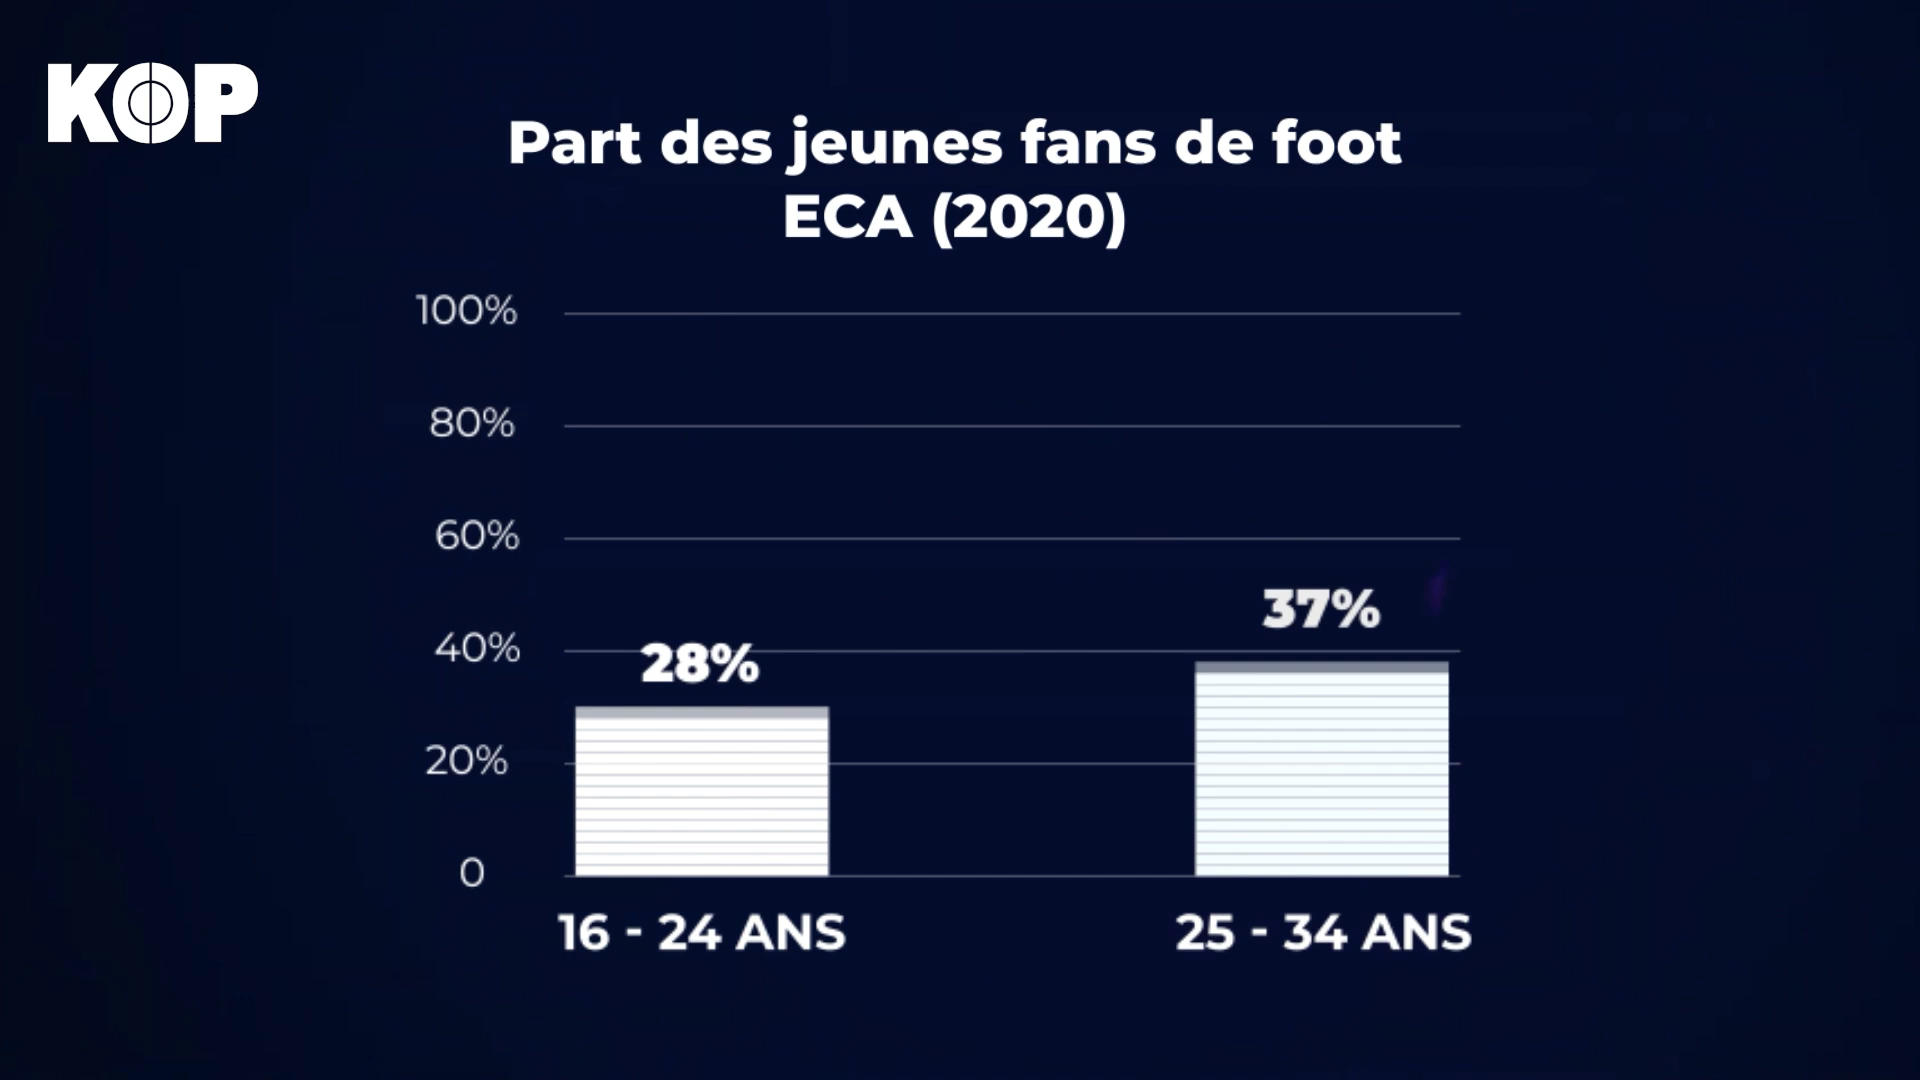 KOP
Part des jeunes fans de foot
ECA (2020)
100%
80%
60%
40%
20%
0
28%
37%
16 - 24 ANS
25 - 34 ANS